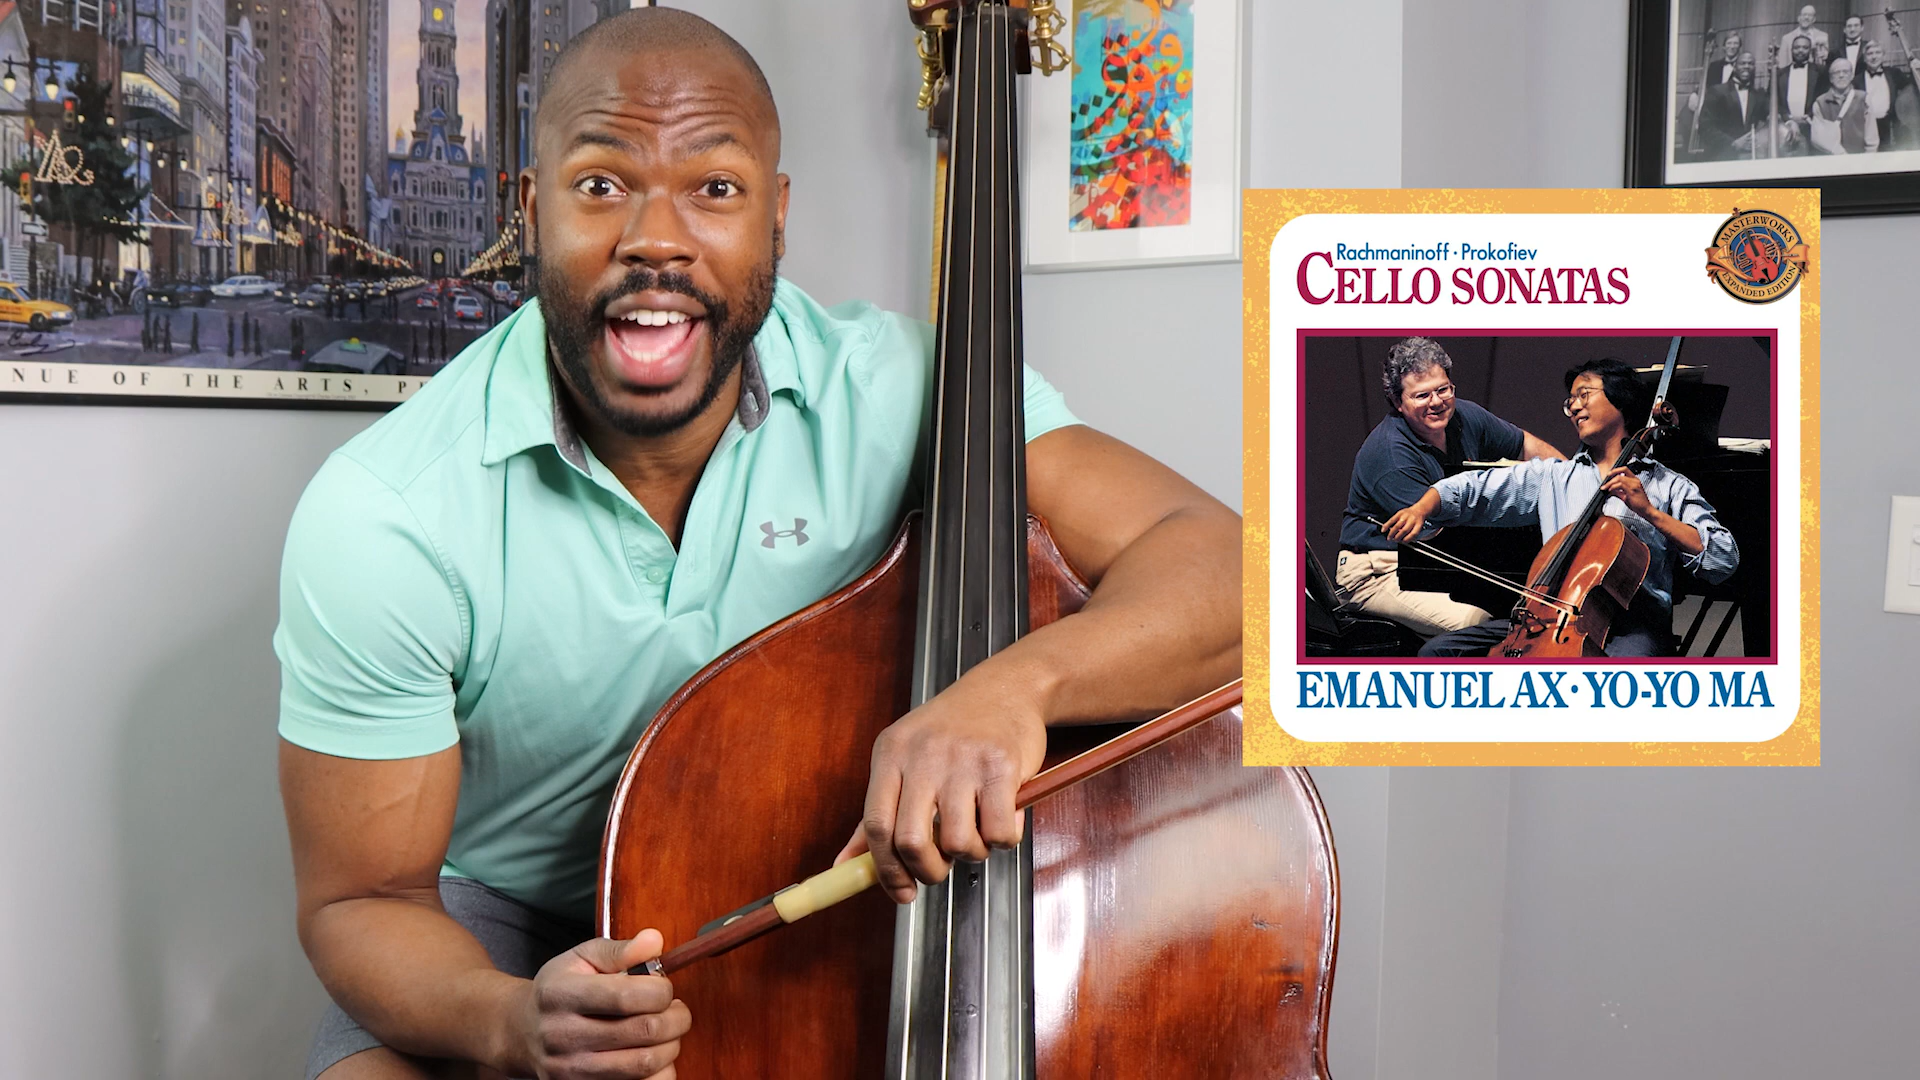 NUE OF THE ARTS, P
Rachmaninoff · Prokofiev
CELLO SONATAS
MASTERWORKS
EXPANDED EDITION
EMANUEL AX · YO-YO MA